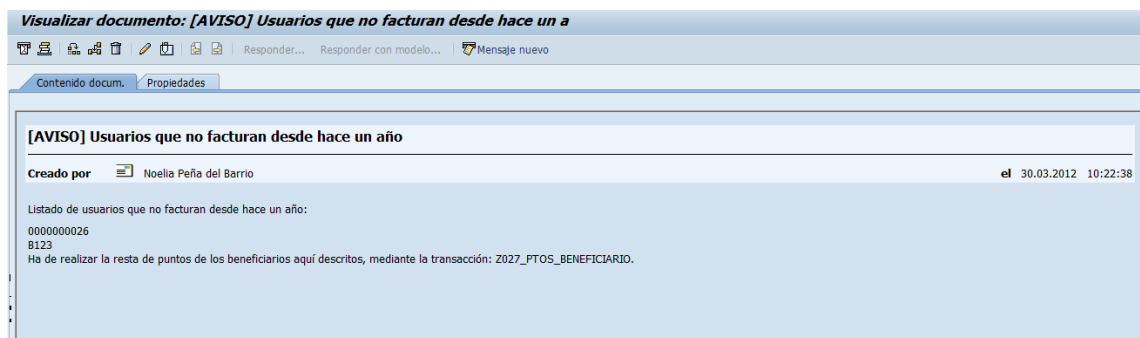 Visualizar documento: [AVISO] Usuarios que no facturan desde hace un a
Responder... Responder con modelo... Mensaje nuevo
Contenido docum. Propiedades
[AVISO] Usuarios que no facturan desde hace un año
Creado por Noelia Peña del Barrio el 30.03.2012 10:22:38
Listado de usuarios que no facturan desde hace un año:
0000000026
B123
Ha de realizar la resta de puntos de los beneficiarios aquí descritos, mediante la transacción: Z027_PTOS_BENEFICIARIO.